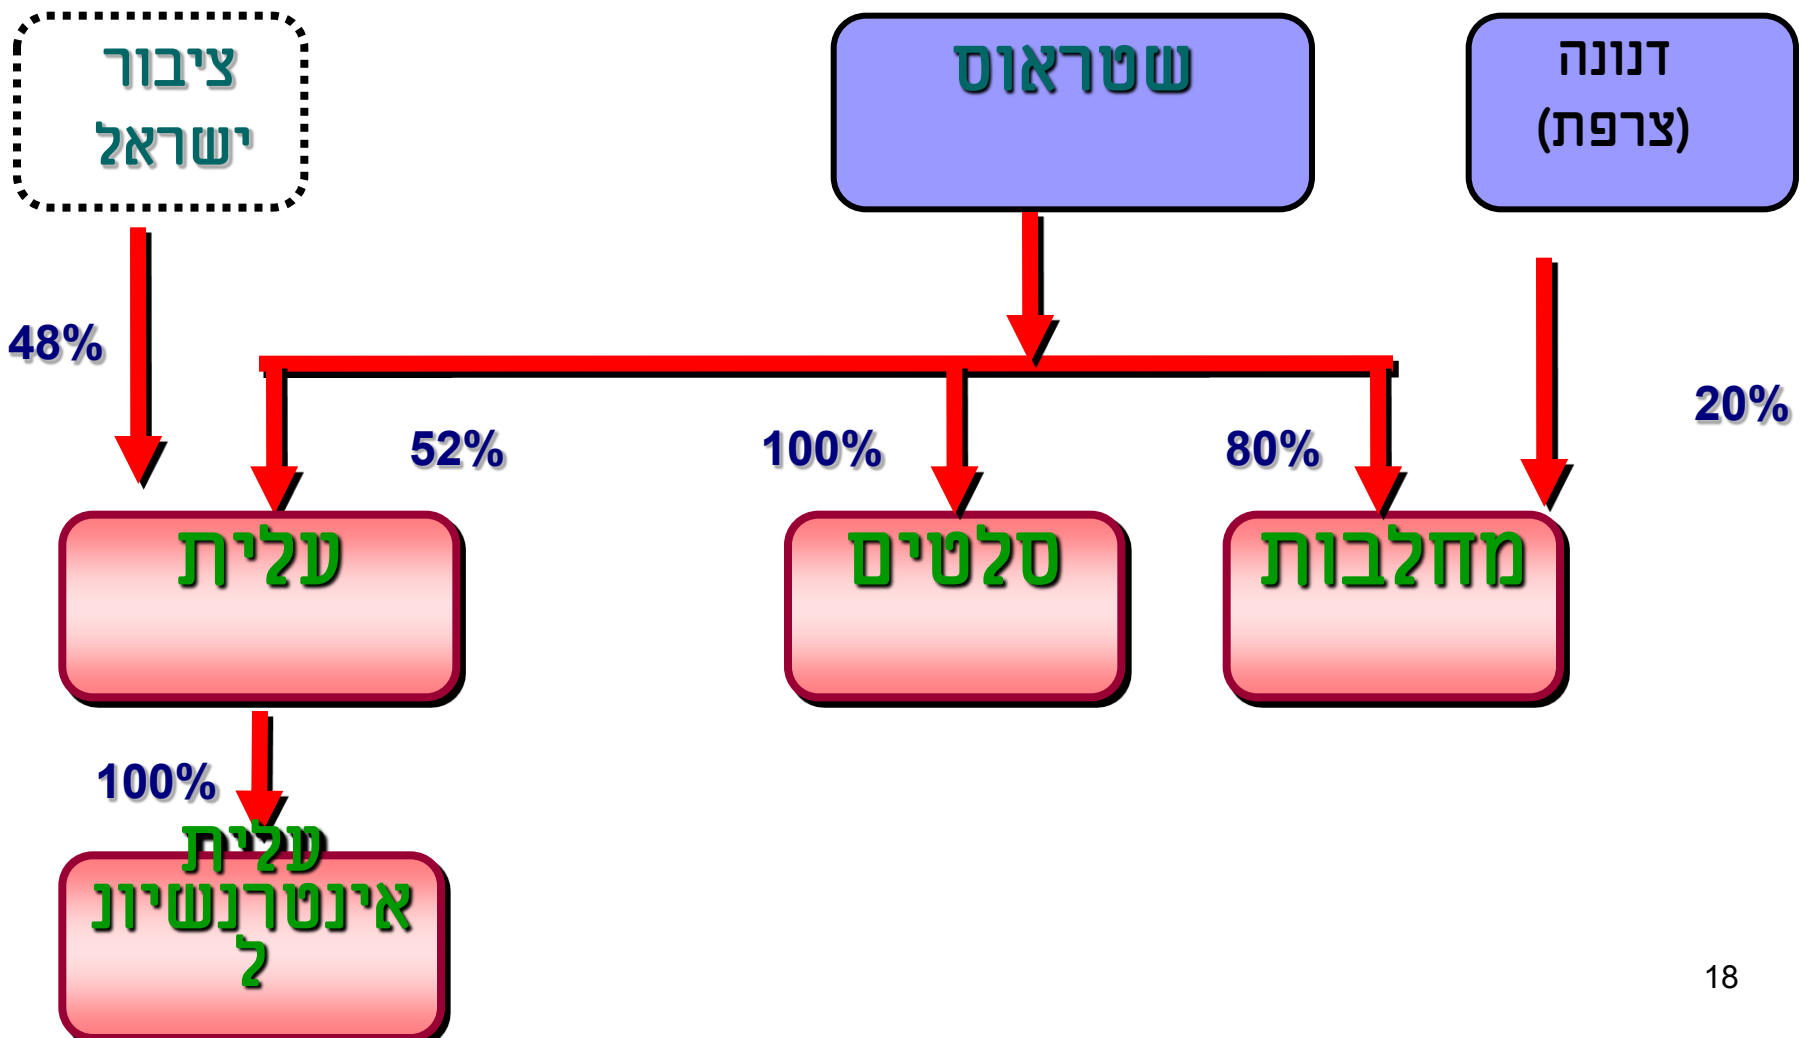 דנונה
(צרפת)
שטראוס
ציבור
ישראל
48%
20%
80%
100%
52%
מחלבות
סלטים
עלית
100%
עלית
אינטרנשיונ
ל
18